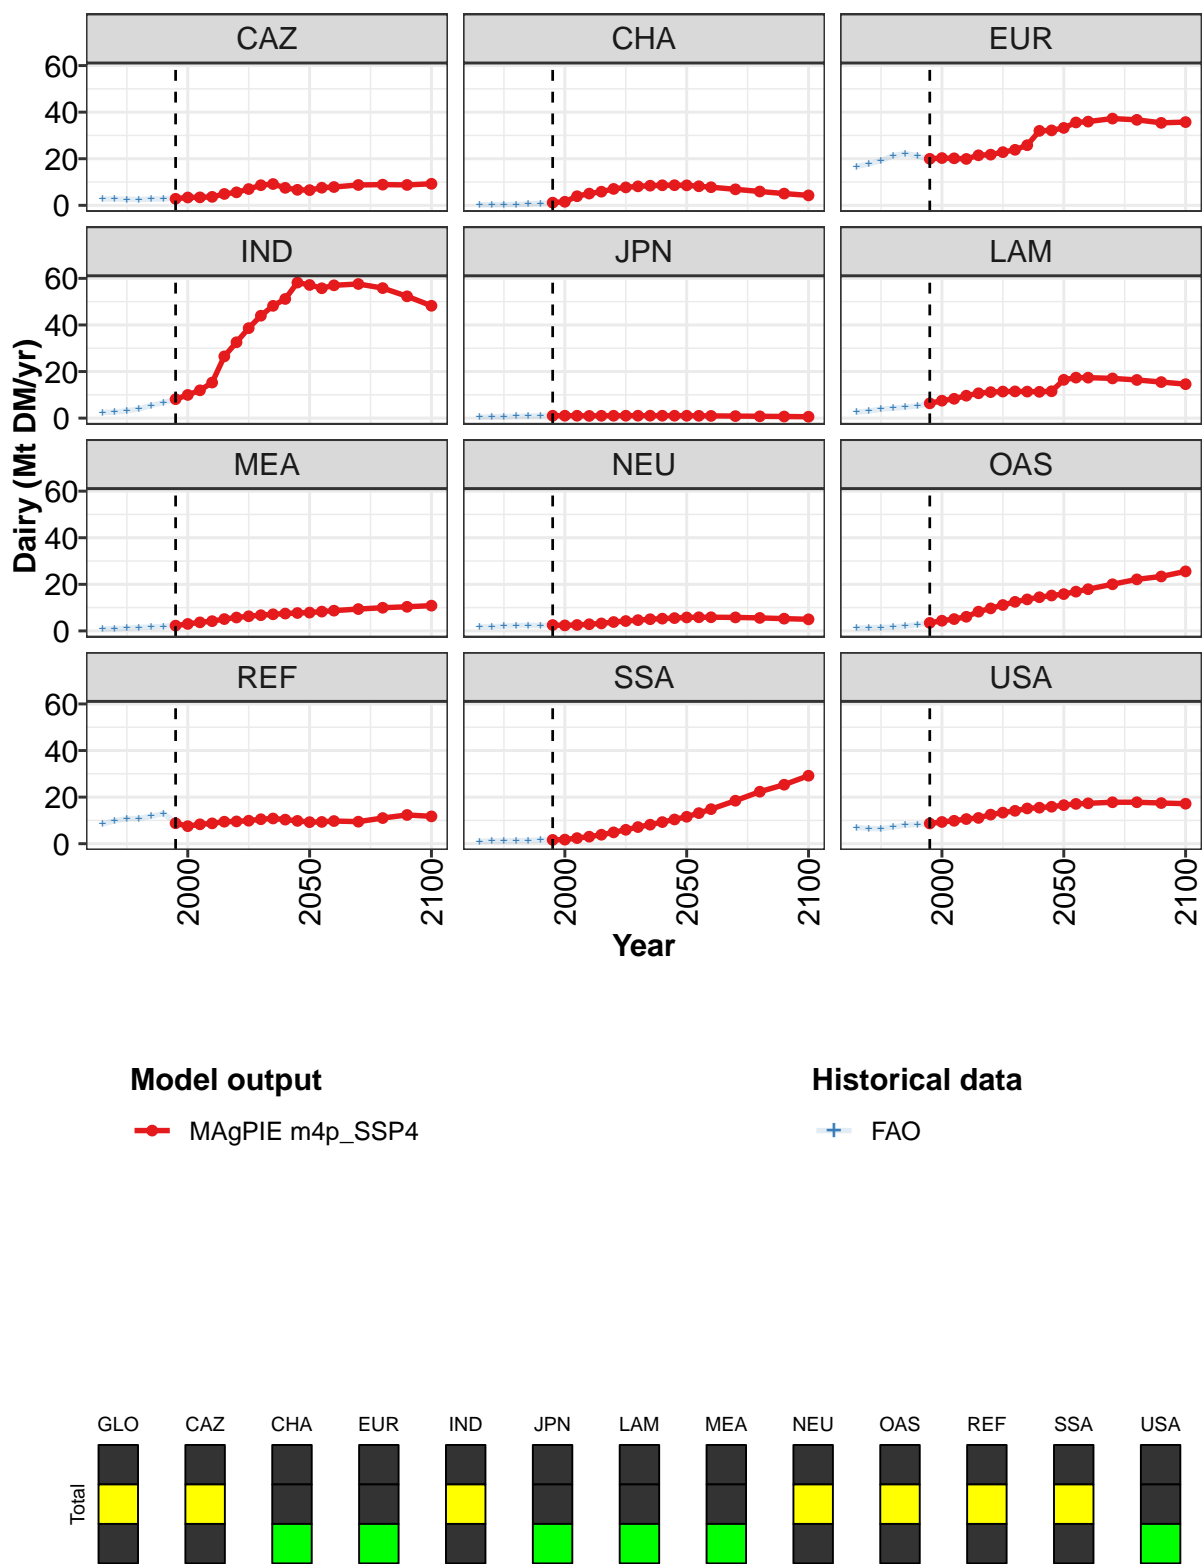 CAZ CHA EUR
60
40
20
0
IND JPN LAM
60
40
20
0
MEA NEU OAS
60
40
20
0
REF SSA USA
60
40
20
0
Dairy (Mt DM/yr)
2000 2050 2100 2000 2050 2100 2000 2050 2100
Year
Model output Historical data
MAgPIE m4p_SSP4 FAO
GLO CAZ CHA EUR IND JPN LAM MEA NEU OAS REF SSA USA
Total